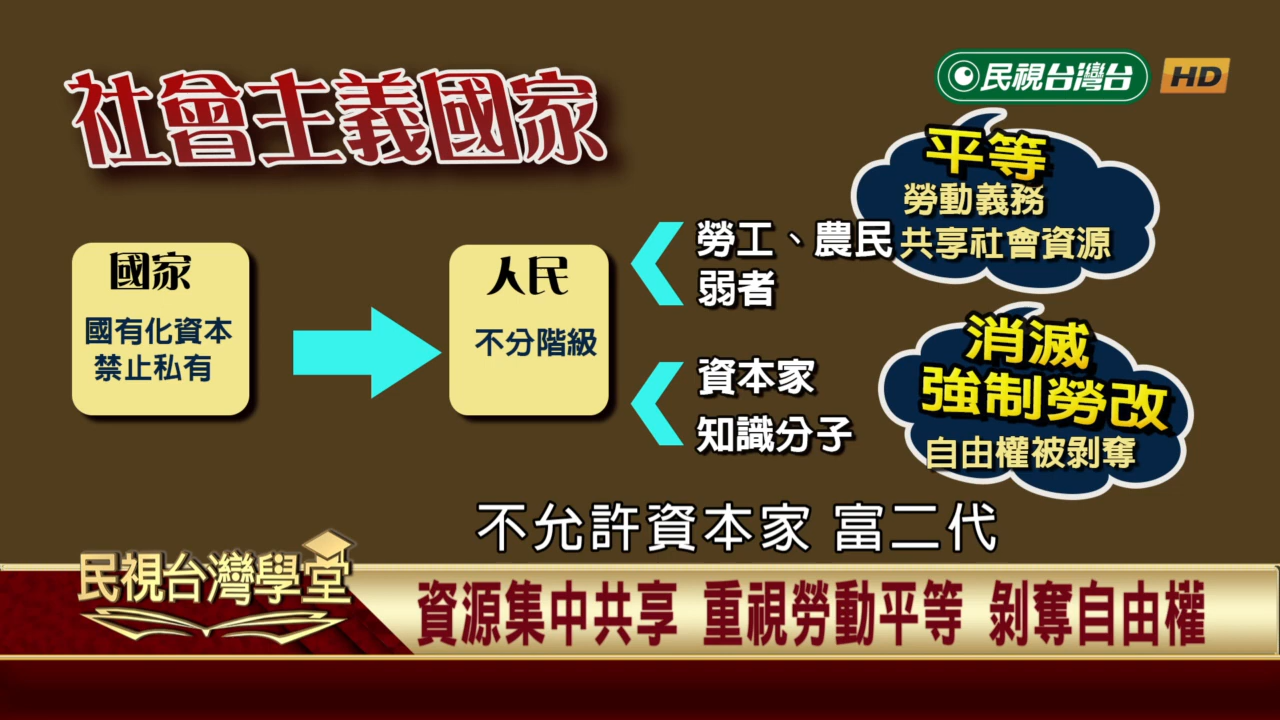 社會主義國家
民視台灣台 HD
國家
國有化資本
禁止私有
人民
不分階級
勞工、農民
弱者
平等
勞動義務
共享社會資源
資本家
知識分子
消滅
強制勞改
自由權被剝奪
不允許資本家 富二代
民視台灣學堂
資源集中共享 重視勞動平等 剝奪自由權